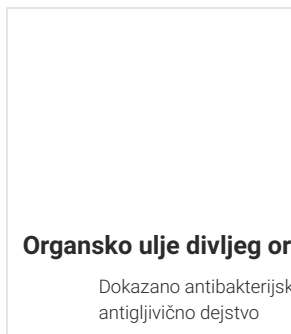 Organsko ulje divljeg or
Dokazano antibakterijsk
antigljivično dejstvo